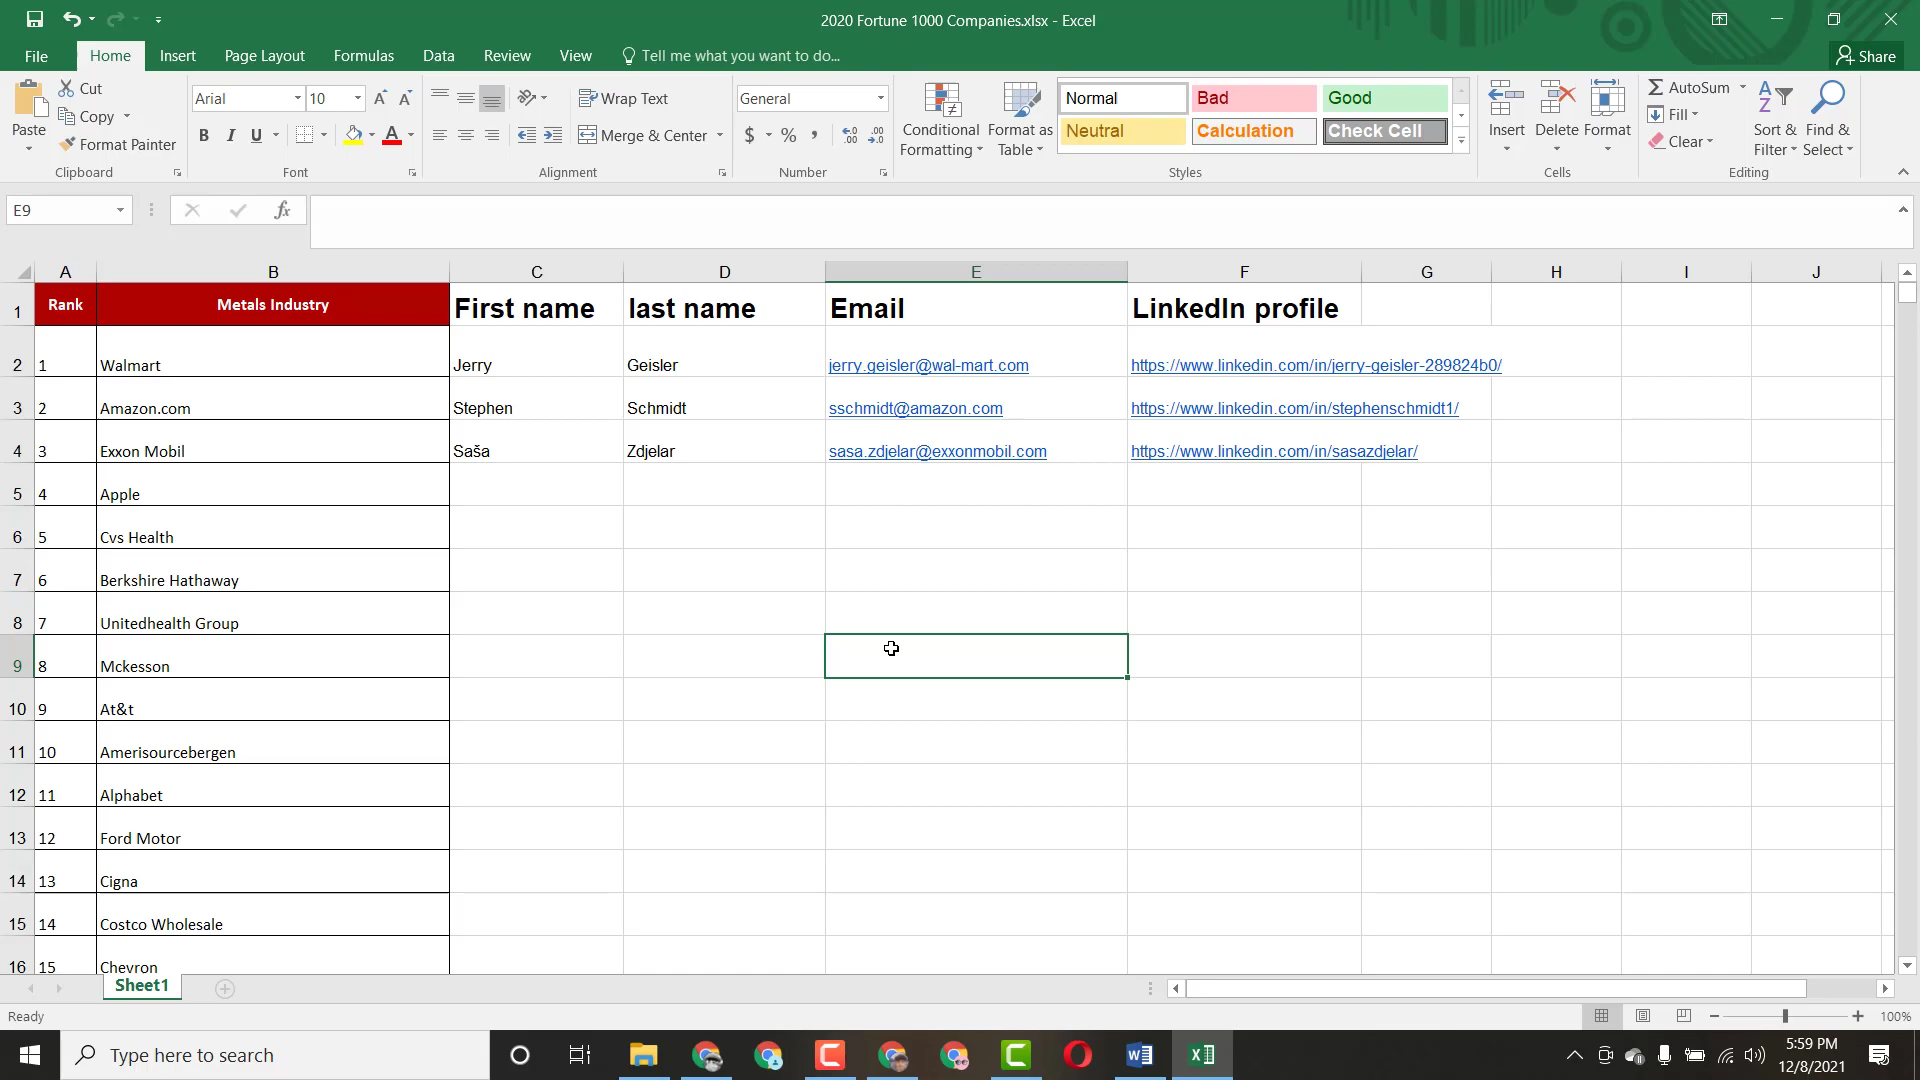 2020 Fortune 1000 Companies.xlsx - Excel
File Home Insert Page Layout Formulas Data Review View Tell me what you want to do... Share
Paste
Cut
Copy
Format Painter
Clipboard
Arial 10
B I U
Font
Wrap Text
Merge & Center
Alignment
General
$ % ,
Number
Conditional Formatting
Format as Table
Normal Bad Good
Neutral Calculation Check Cell
Styles
Insert Delete Format
Cells
AutoSum
Fill
Clear
Sort & Filter
Find & Select
Editing
E9 fx
A B C D E F G H I J
1 Rank Metals Industry First name last name Email LinkedIn profile
2 1 Walmart Jerry Geisler jerry.geisler@wal-mart.com https://www.linkedin.com/in/jerry-geisler-289824b0/
3 2 Amazon.com Stephen Schmidt sschmidt@amazon.com https://www.linkedin.com/in/stephenschmidt1/
4 3 Exxon Mobil Saša Zdjelar sasa.zdjelar@exxonmobil.com https://www.linkedin.com/in/sasazdjelar/
5 4 Apple
6 5 Cvs Health
7 6 Berkshire Hathaway
8 7 Unitedhealth Group
9 8 Mckesson
10 9 At&t
11 10 Amerisourcebergen
12 11 Alphabet
13 12 Ford Motor
14 13 Cigna
15 14 Costco Wholesale
16 15 Chevron
Sheet1
Ready 100%
Type here to search
5:59 PM
12/8/2021